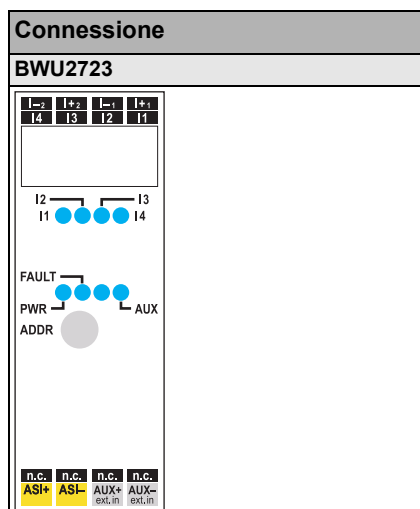 Connessione
BWU2723
I–₂ I+₂ I–₁ I+₁
I4 I3 I2 I1
I2 I3
I1 I4
FAULT
PWR AUX
ADDR
n.c. n.c. n.c. n.c.
ASI+ ASI– AUX+ AUX–
ext.in ext.in